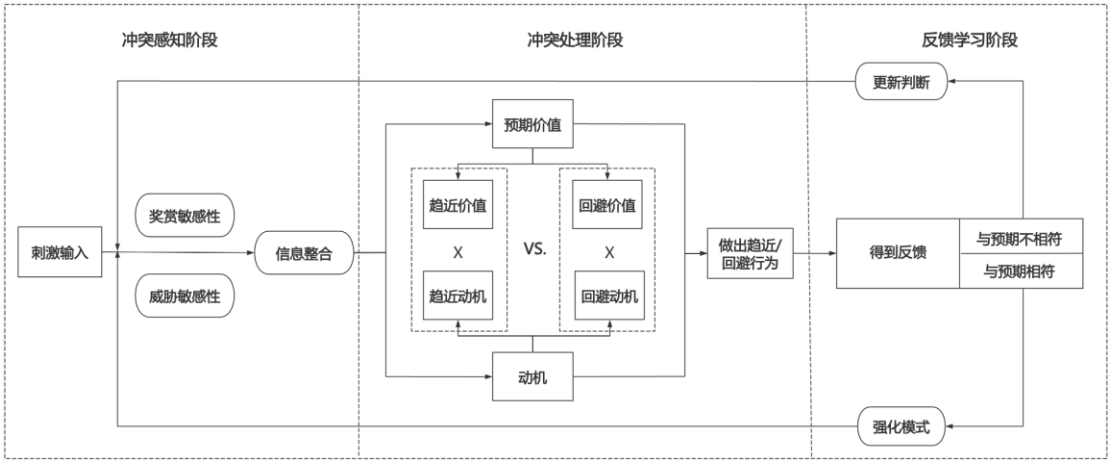 冲突感知阶段
冲突处理阶段
反馈学习阶段
更新判断
预期价值
奖赏敏感性
趋近价值
回避价值
刺激输入
信息整合
X
VS.
X
做出趋近/
回避行为
得到反馈
与预期不相符
与预期相符
威胁敏感性
趋近动机
回避动机
动机
强化模式